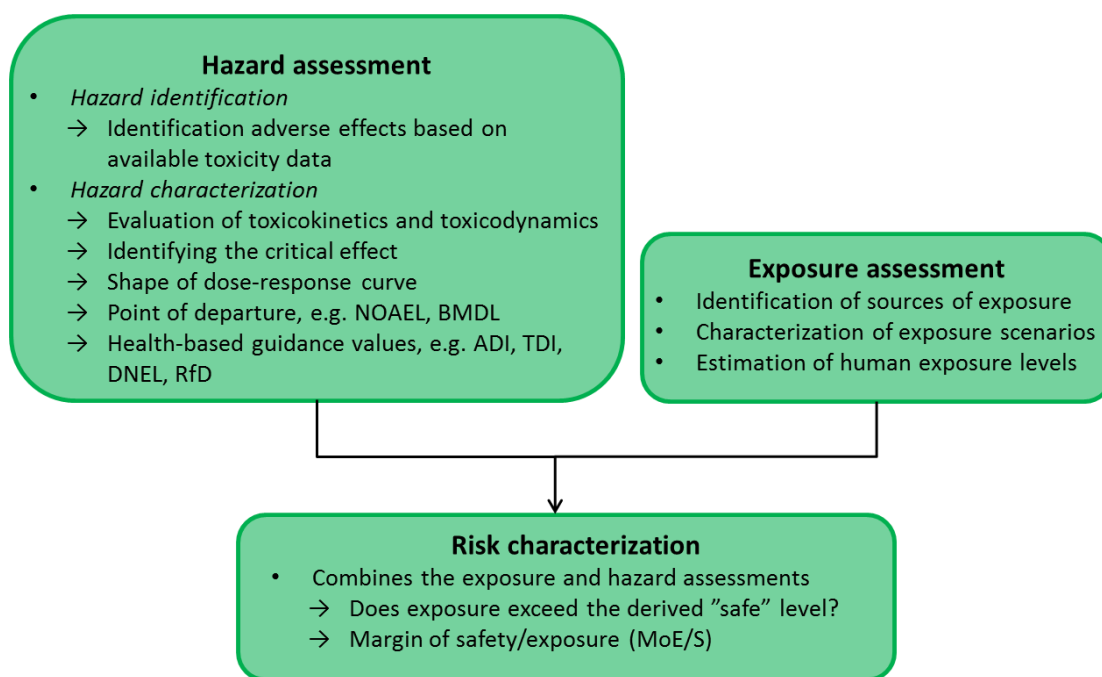 Hazard assessment
• Hazard identification
→ Identification adverse effects based on
available toxicity data
• Hazard characterization
→ Evaluation of toxicokinetics and toxicodynamics
→ Identifying the critical effect
→ Shape of dose-response curve
→ Point of departure, e.g. NOAEL, BMDL
→ Health-based guidance values, e.g. ADI, TDI,
DNEL, RfD
Exposure assessment
• Identification of sources of exposure
• Characterization of exposure scenarios
• Estimation of human exposure levels
Risk characterization
• Combines the exposure and hazard assessments
→ Does exposure exceed the derived ”safe” level?
→ Margin of safety/exposure (MoE/S)